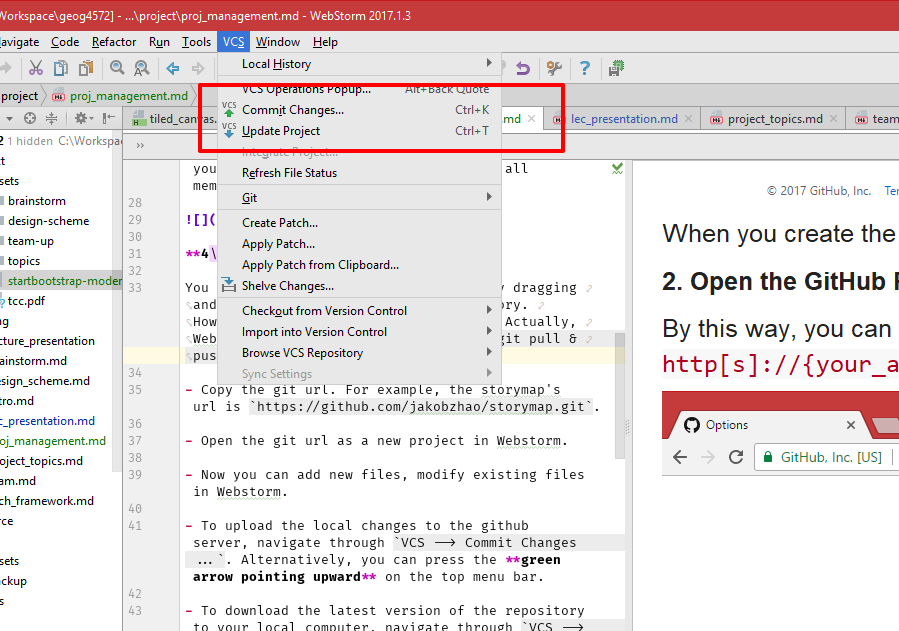 Workspace\geog4572] - ...\project\proj_management.md - WebStorm 2017.1.3
Navigate Code Refactor Run Tools VCS Window Help
project proj_management.md
tiled_canvas. .md lec_presentation.md project_topics.md team
2 1 hidden C:\Workspa
brainstorm
design-scheme
team-up
topics
startbootstrap-moder
tcc.pdf
cture_presentation
ainstorm.md
esign_scheme.md
tro.md
c_presentation.md
oj_management.md
oject_topics.md
am.md
ch_framework.md
rce
sets
ackup
Local History
VCS Operations Popup... Alt+Back Quote
Commit Changes... Ctrl+K
Update Project Ctrl+T
Integrate Project...
Refresh File Status
Git
Create Patch...
Apply Patch...
Apply Patch from Clipboard...
Shelve Changes...
Checkout from Version Control
Import into Version Control
Browse VCS Repository
Sync Settings
you all
mem
28
29 ![](
30
31 **4\
32
33 You y dragging
and ory.
How Actually,
Web git pull &
pus
34
35 - Copy the git url. For example, the storymap's
url is `https://github.com/jakobzhao/storymap.git`.
36
37 - Open the git url as a new project in Webstorm.
38
39 - Now you can add new files, modify existing files
in Webstorm.
40
41 - To upload the local changes to the github
server, navigate through `VCS --> Commit Changes
...`. Alternatively, you can press the **green
arrow pointing upward** on the top menu bar.
42
43 - To download the latest version of the repository
to your local computer, navigate through `VCS -->
© 2017 GitHub, Inc. Ter
When you create the
2. Open the GitHub P
By this way, you can
http[s]://{your_a
Options
GitHub, Inc. [US]